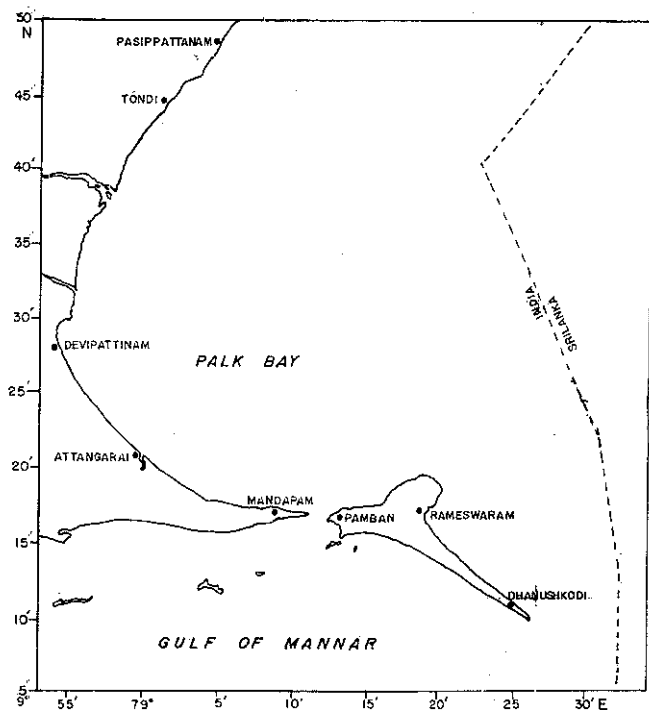 50'
N
PASIPPATTANAM
TONDI
45'
40'
35'
INDIA
SRILANKA
30'
DEVIPATTINAM
PALK BAY
25'
ATTANGARAI
20'
MANDAPAM
PAMBAN
RAMESWARAM
15'
DHANUSHKODI
10'
GULF OF MANNAR
5'
9° 55' 79° 5' 10' 15' 20' 25 30' E